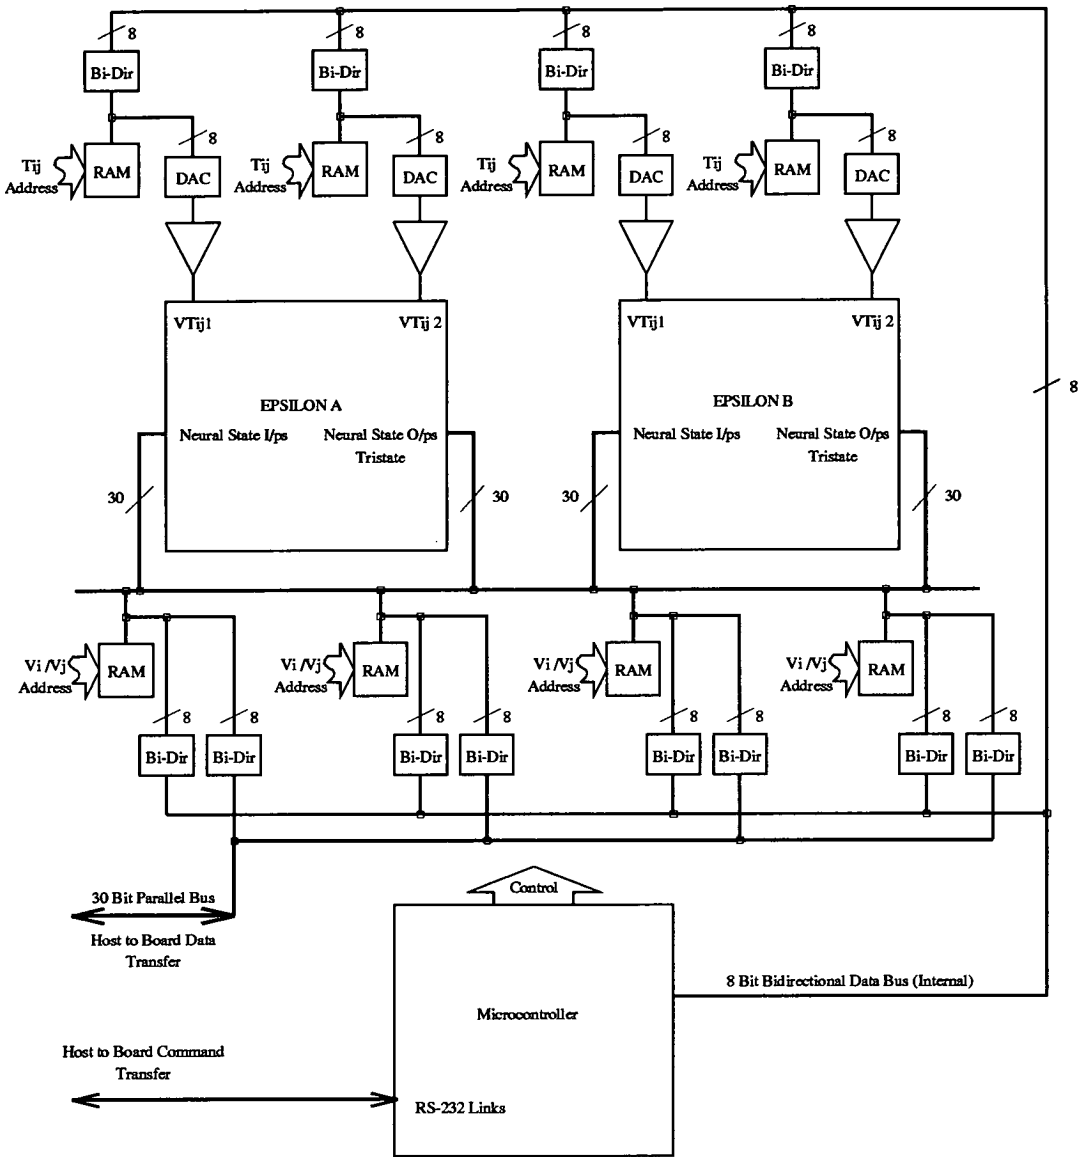 8 8 8 8
Bi-Dir Bi-Dir Bi-Dir Bi-Dir
8 8 8 8
Tij
Address
RAM
DAC
Tij
Address
RAM
DAC
Tij
Address
RAM
DAC
Tij
Address
RAM
DAC
VTij1 VTij 2
VTij1 VTij 2
8
EPSILON A
EPSILON B
Neural State I/ps
Neural State O/ps
Tristate
Neural State I/ps
Neural State O/ps
Tristate
30 30 30 30
Vi /Vj
Address
RAM
Vi /Vj
Address
RAM
Vi /Vj
Address
RAM
Vi /Vj
Address
RAM
8 8 8 8 8 8 8 8
Bi-Dir Bi-Dir Bi-Dir Bi-Dir Bi-Dir Bi-Dir Bi-Dir Bi-Dir
Control
30 Bit Parallel Bus
Host to Board Data
Transfer
8 Bit Bidirectional Data Bus (Internal)
Microcontroller
Host to Board Command
Transfer
RS-232 Links